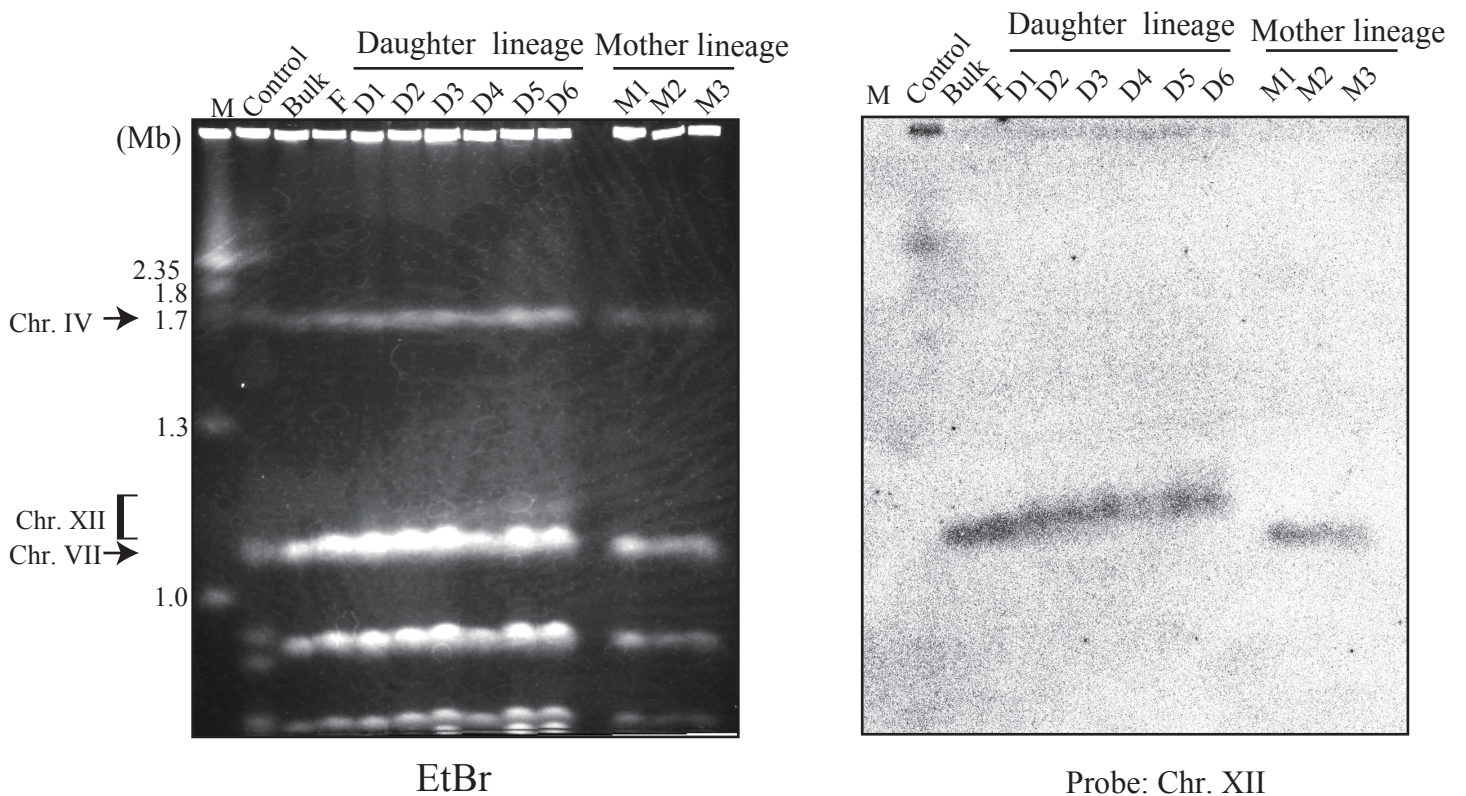 Daughter lineage Mother lineage
M Control Bulk F D1 D2 D3 D4 D5 D6 M1 M2 M3
(Mb)
2.35
1.8
Chr. IV 1.7
1.3
Chr. XII
Chr. VII
1.0
EtBr
Daughter lineage Mother lineage
M Control Bulk F D1 D2 D3 D4 D5 D6 M1 M2 M3
Probe: Chr. XII